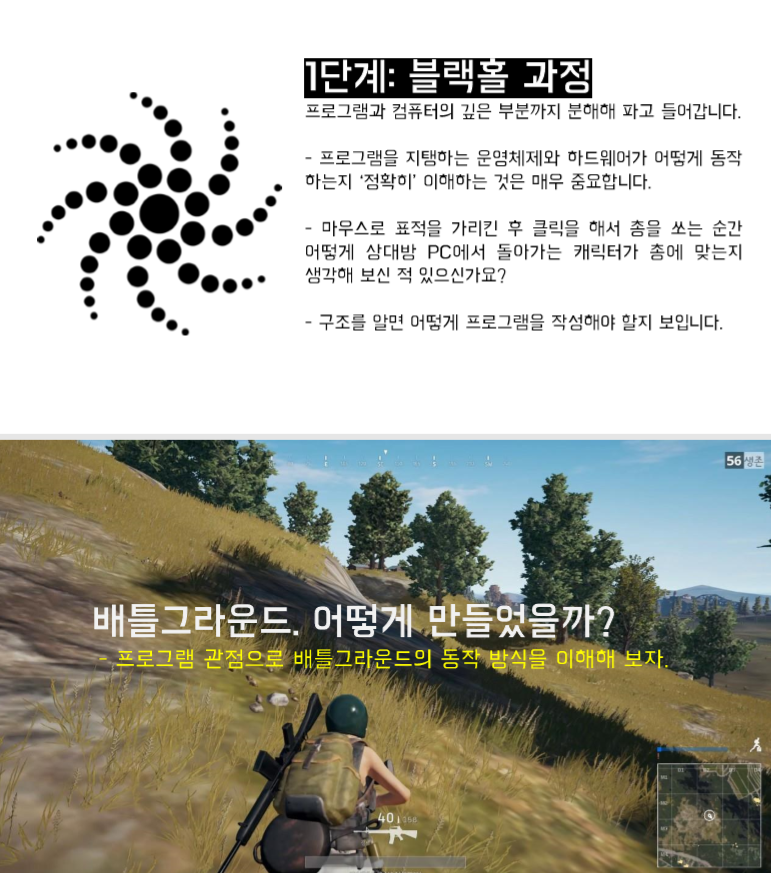 1단계: 블랙홀 과정
프로그램과 컴퓨터의 깊은 부분까지 분해해 파고 들어갑니다.
- 프로그램을 지탱하는 운영체제와 하드웨어가 어떻게 동작
하는지 ‘정확히’ 이해하는 것은 매우 중요합니다.
- 마우스로 표적을 가리킨 후 클릭을 해서 총을 쏘는 순간
어떻게 상대방 PC에서 돌아가는 캐릭터가 총에 맞는지
생각해 보신 적 있으신가요?
- 구조를 알면 어떻게 프로그램을 작성해야 할지 보입니다.
56 생존
배틀그라운드. 어떻게 만들었을까?
- 프로그램 관점으로 배틀그라운드의 동작 방식을 이해해 보자.
40